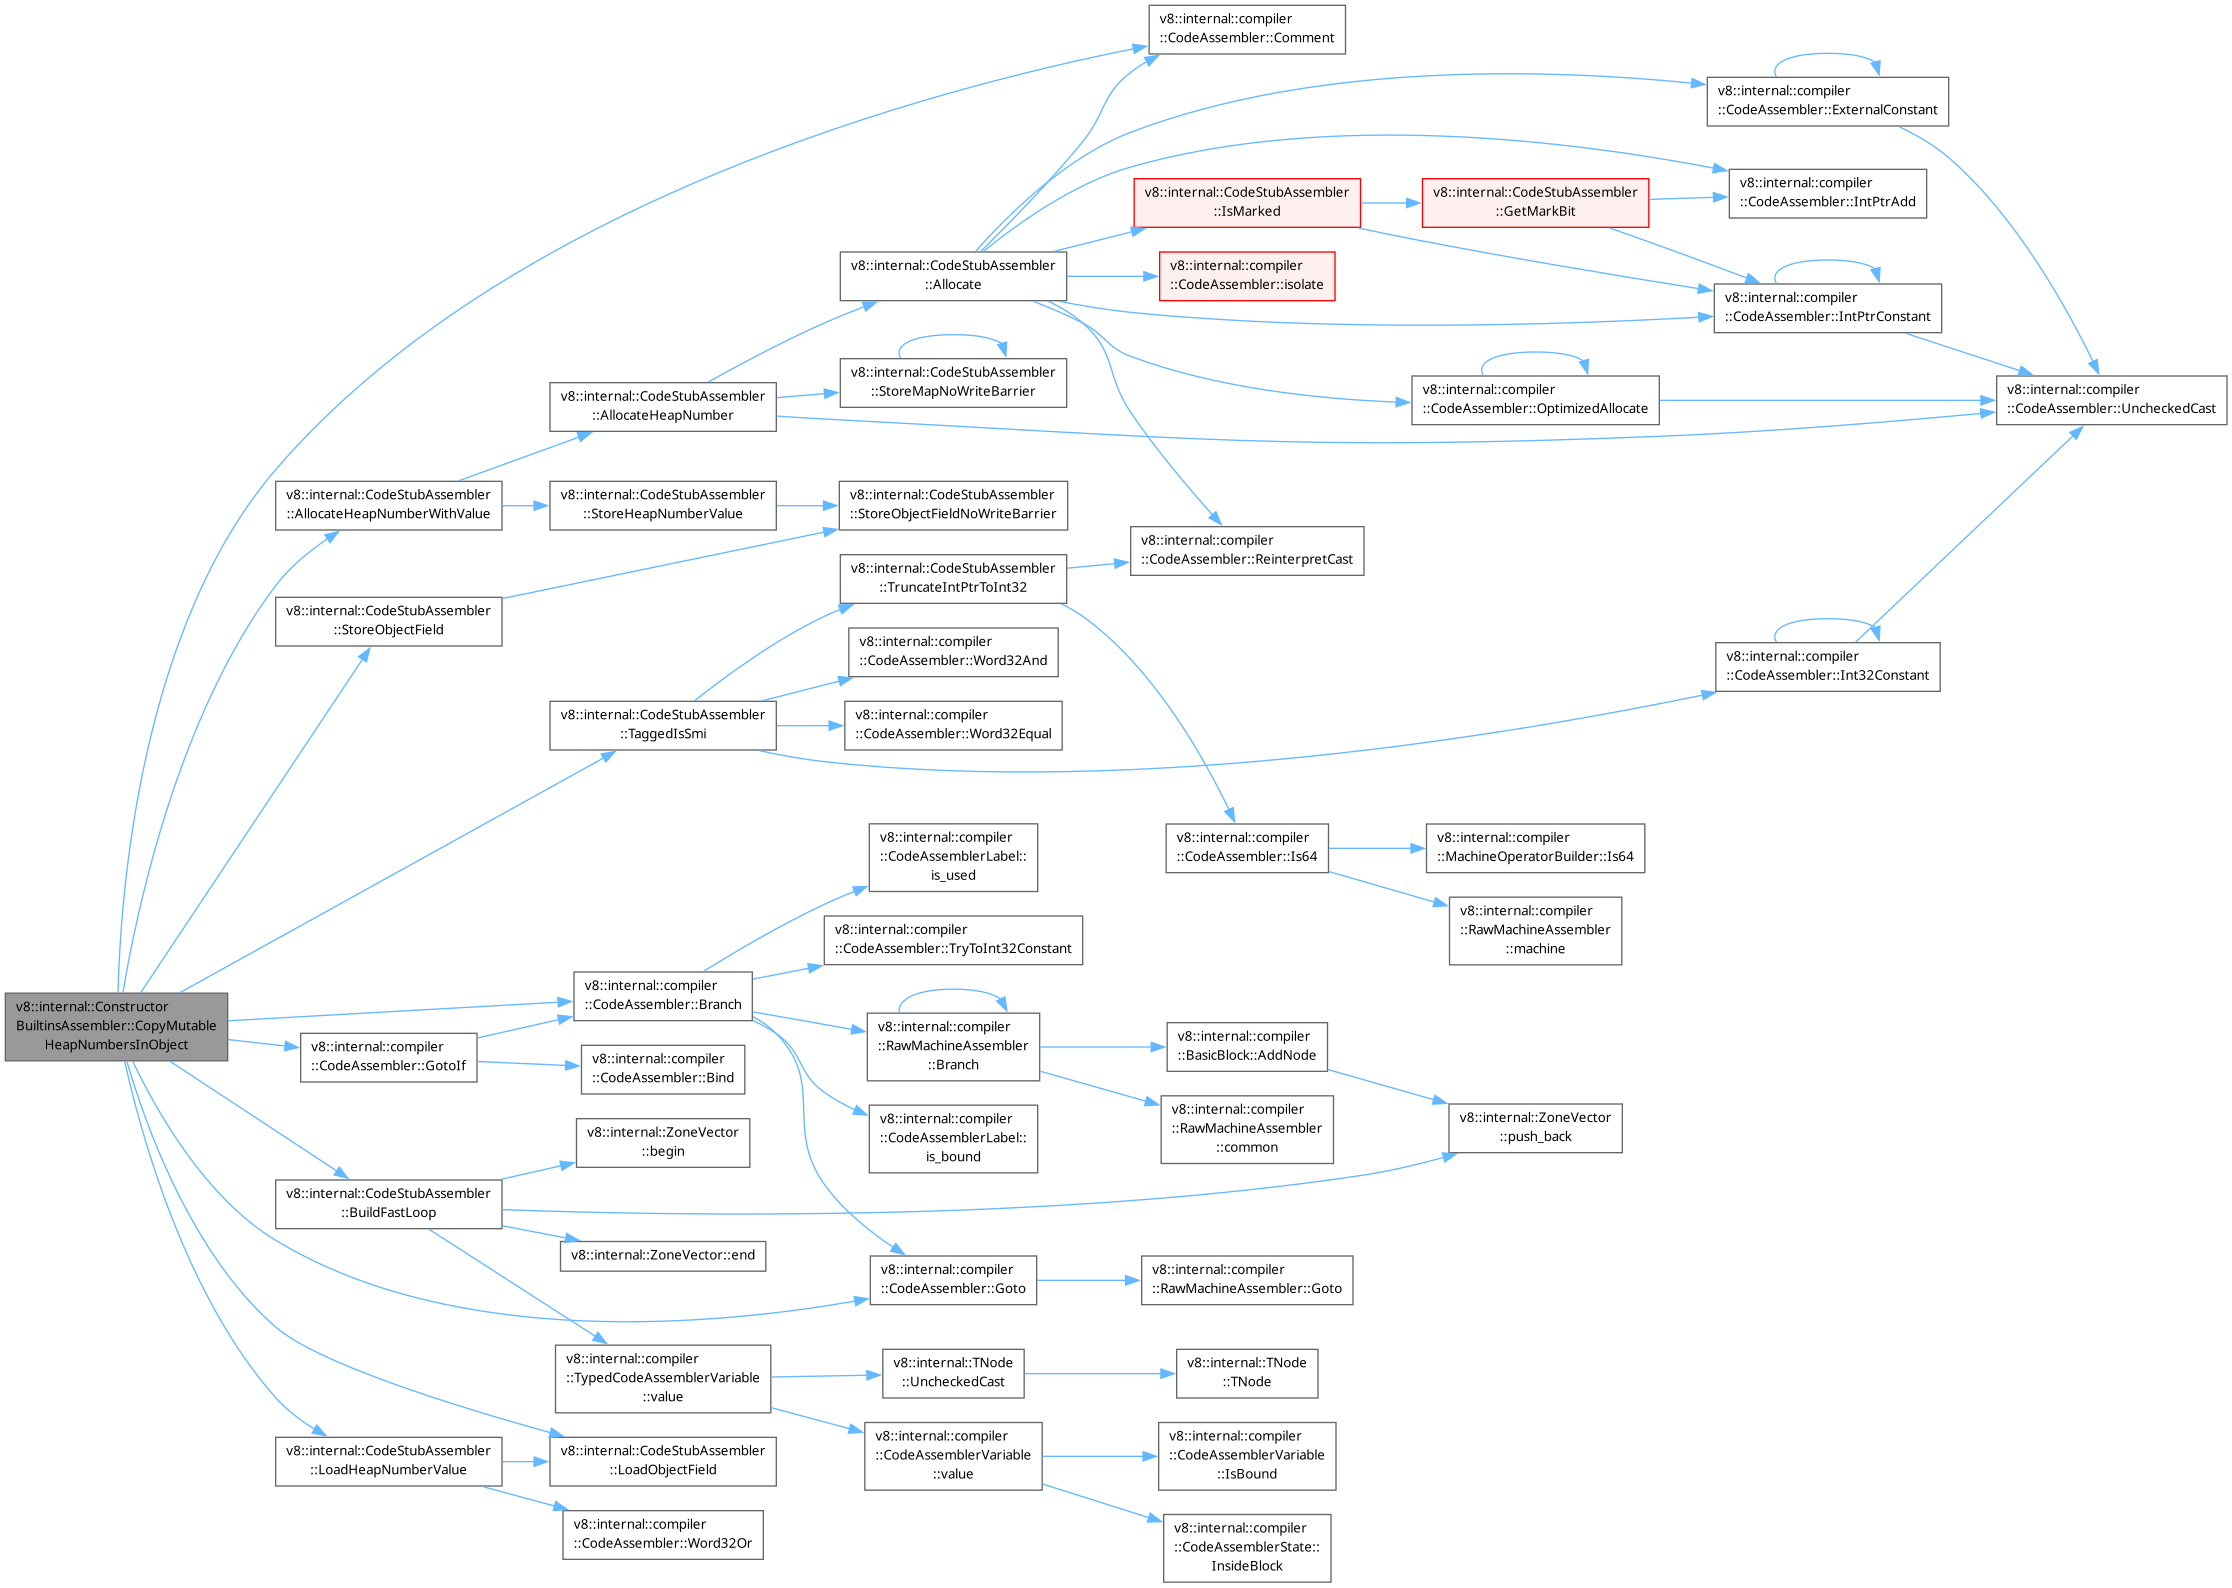 v8::internal::Constructor
BuiltinsAssembler::CopyMutable
HeapNumbersInObject
v8::internal::CodeStubAssembler
::AllocateHeapNumberWithValue
v8::internal::CodeStubAssembler
::StoreObjectField
v8::internal::compiler
::CodeAssembler::GotoIf
v8::internal::CodeStubAssembler
::BuildFastLoop
v8::internal::CodeStubAssembler
::LoadHeapNumberValue
v8::internal::CodeStubAssembler
::AllocateHeapNumber
v8::internal::CodeStubAssembler
::StoreHeapNumberValue
v8::internal::CodeStubAssembler
::TaggedIsSmi
v8::internal::compiler
::CodeAssembler::Branch
v8::internal::compiler
::CodeAssembler::Bind
v8::internal::ZoneVector
::begin
v8::internal::ZoneVector::end
v8::internal::compiler
::TypedCodeAssemblerVariable
::value
v8::internal::CodeStubAssembler
::LoadObjectField
v8::internal::compiler
::CodeAssembler::Word32Or
v8::internal::CodeStubAssembler
::Allocate
v8::internal::CodeStubAssembler
::StoreMapNoWriteBarrier
v8::internal::CodeStubAssembler
::StoreObjectFieldNoWriteBarrier
v8::internal::CodeStubAssembler
::TruncateIntPtrToInt32
v8::internal::compiler
::CodeAssembler::Word32And
v8::internal::compiler
::CodeAssembler::Word32Equal
v8::internal::compiler
::CodeAssemblerLabel::
is_used
v8::internal::compiler
::CodeAssembler::TryToInt32Constant
v8::internal::compiler
::RawMachineAssembler
::Branch
v8::internal::compiler
::CodeAssemblerLabel::
is_bound
v8::internal::compiler
::CodeAssembler::Goto
v8::internal::TNode
::UncheckedCast
v8::internal::compiler
::CodeAssemblerVariable
::value
v8::internal::compiler
::CodeAssembler::Comment
v8::internal::CodeStubAssembler
::IsMarked
v8::internal::compiler
::CodeAssembler::isolate
v8::internal::compiler
::CodeAssembler::ReinterpretCast
v8::internal::compiler
::CodeAssembler::Is64
v8::internal::compiler
::BasicBlock::AddNode
v8::internal::compiler
::RawMachineAssembler
::common
v8::internal::compiler
::RawMachineAssembler::Goto
v8::internal::TNode
::TNode
v8::internal::compiler
::CodeAssemblerVariable
::IsBound
v8::internal::compiler
::CodeAssemblerState::
InsideBlock
v8::internal::CodeStubAssembler
::GetMarkBit
v8::internal::compiler
::CodeAssembler::OptimizedAllocate
v8::internal::compiler
::MachineOperatorBuilder::Is64
v8::internal::compiler
::RawMachineAssembler
::machine
v8::internal::ZoneVector
::push_back
v8::internal::compiler
::CodeAssembler::ExternalConstant
v8::internal::compiler
::CodeAssembler::IntPtrAdd
v8::internal::compiler
::CodeAssembler::IntPtrConstant
v8::internal::compiler
::CodeAssembler::Int32Constant
v8::internal::compiler
::CodeAssembler::UncheckedCast